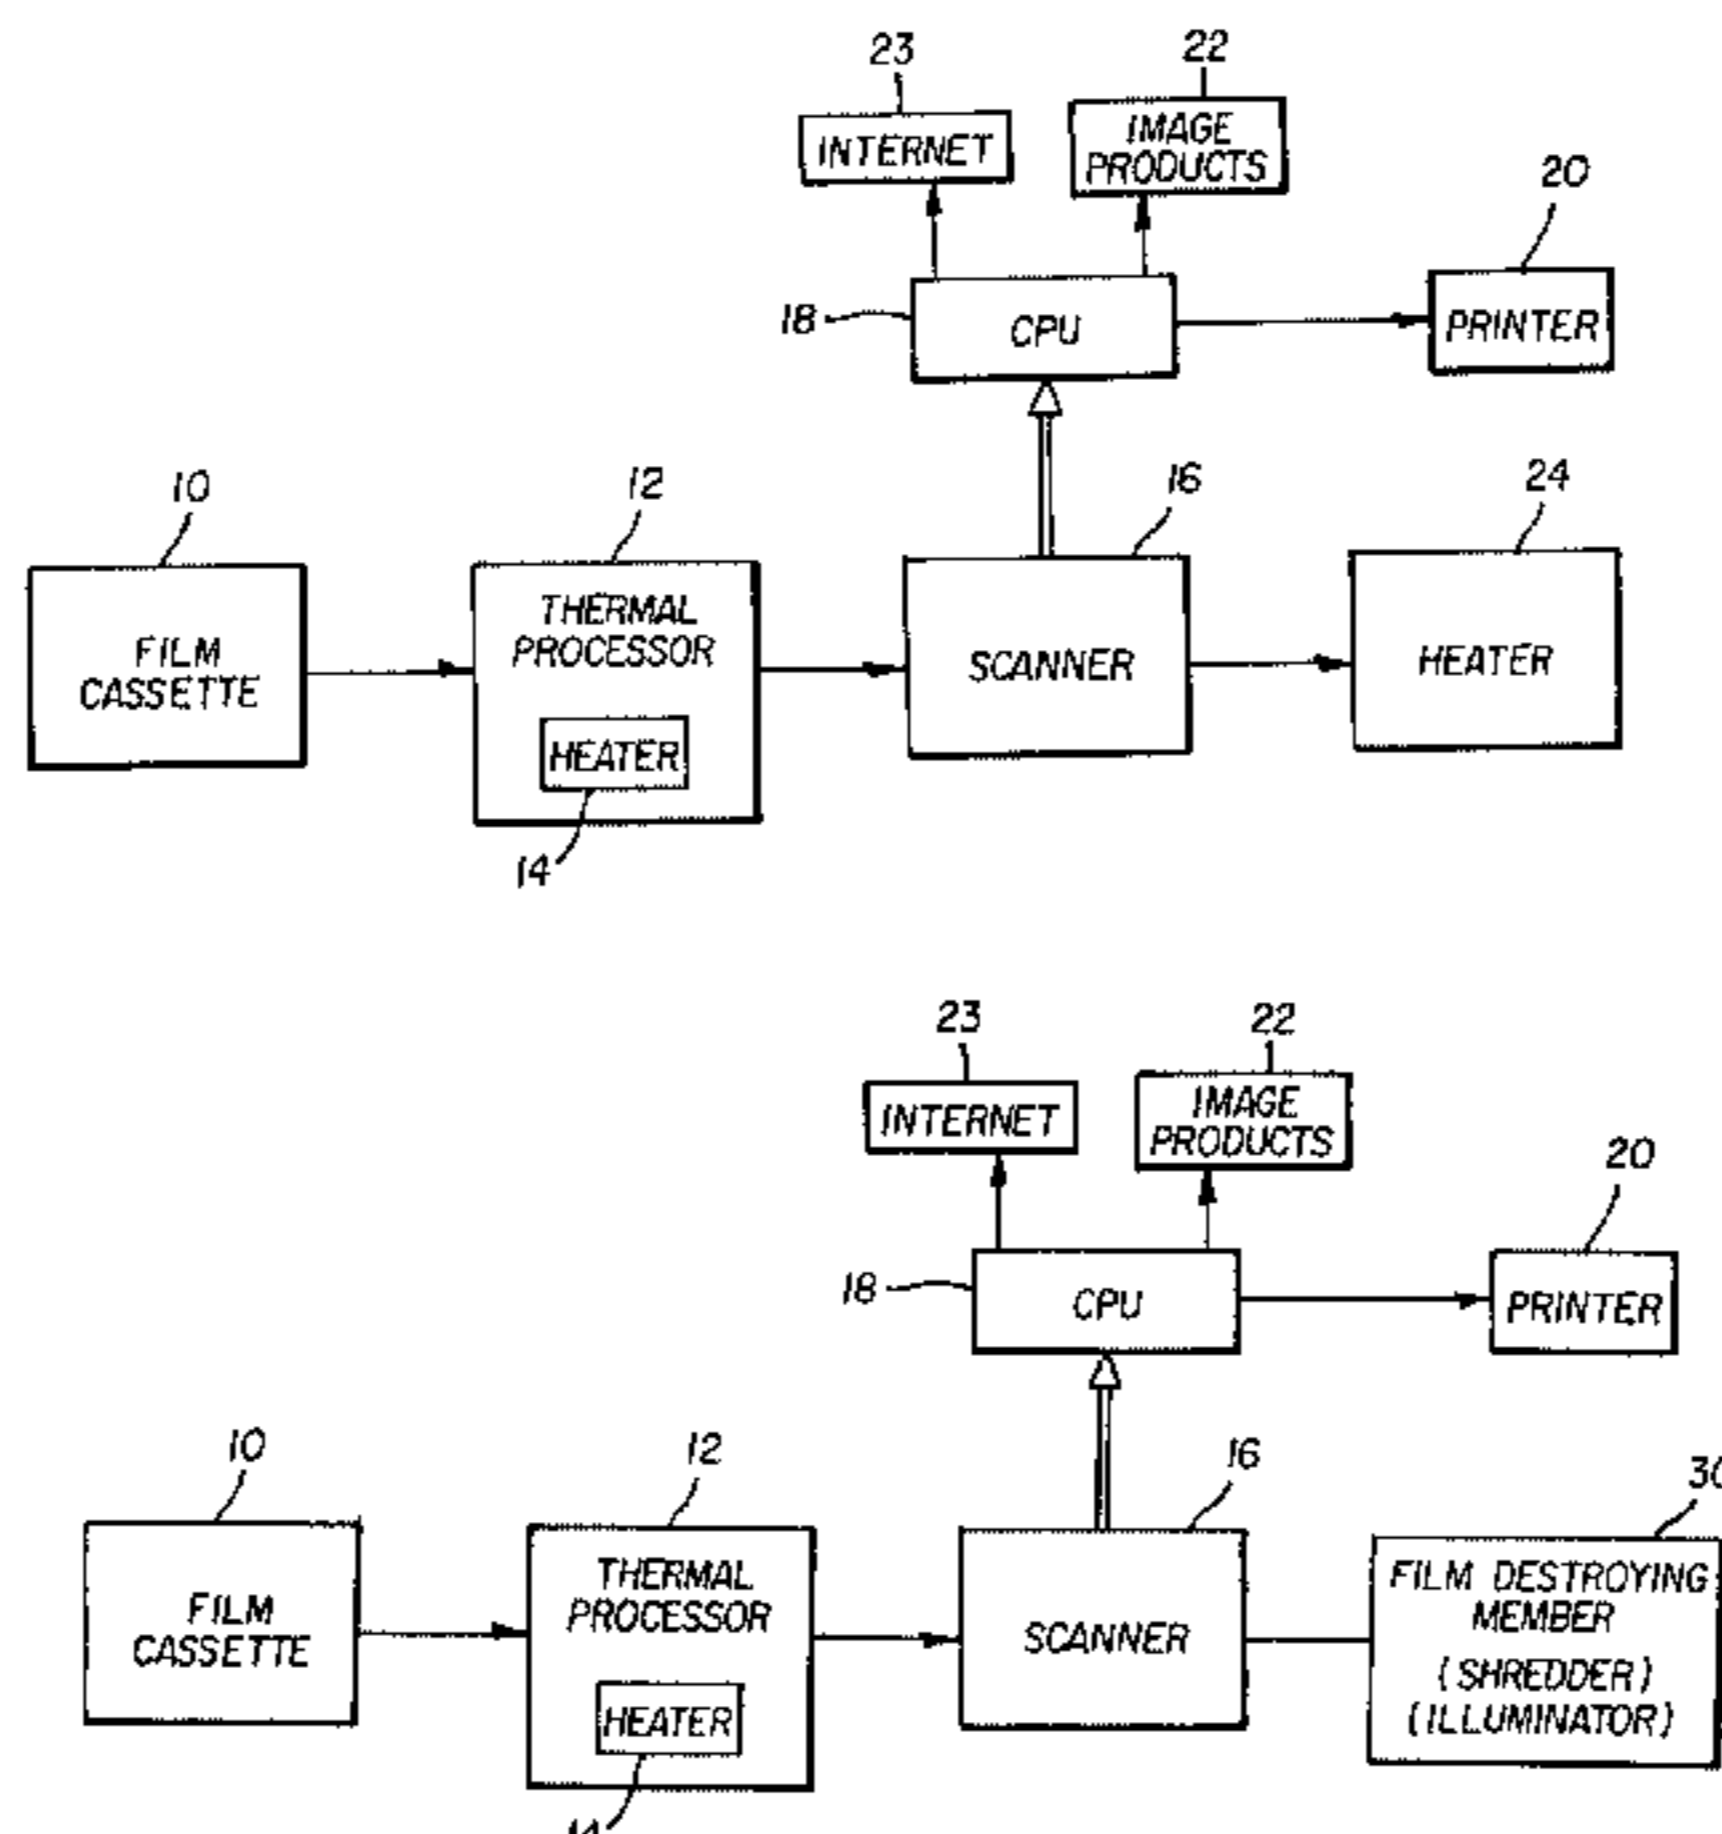 23
22
INTERNET
IMAGE
PRODUCTS
20
18
CPU
PRINTER
10
12
16
24
FILM
CASSETTE
THERMAL
PROCESSOR
HEATER
SCANNER
HEATER
14
23
22
INTERNET
IMAGE
PRODUCTS
20
18
CPU
PRINTER
10
12
16
30
FILM
CASSETTE
THERMAL
PROCESSOR
HEATER
SCANNER
FILM DESTROYING
MEMBER
(SHREDDER)
(ILLUMINATOR)
14